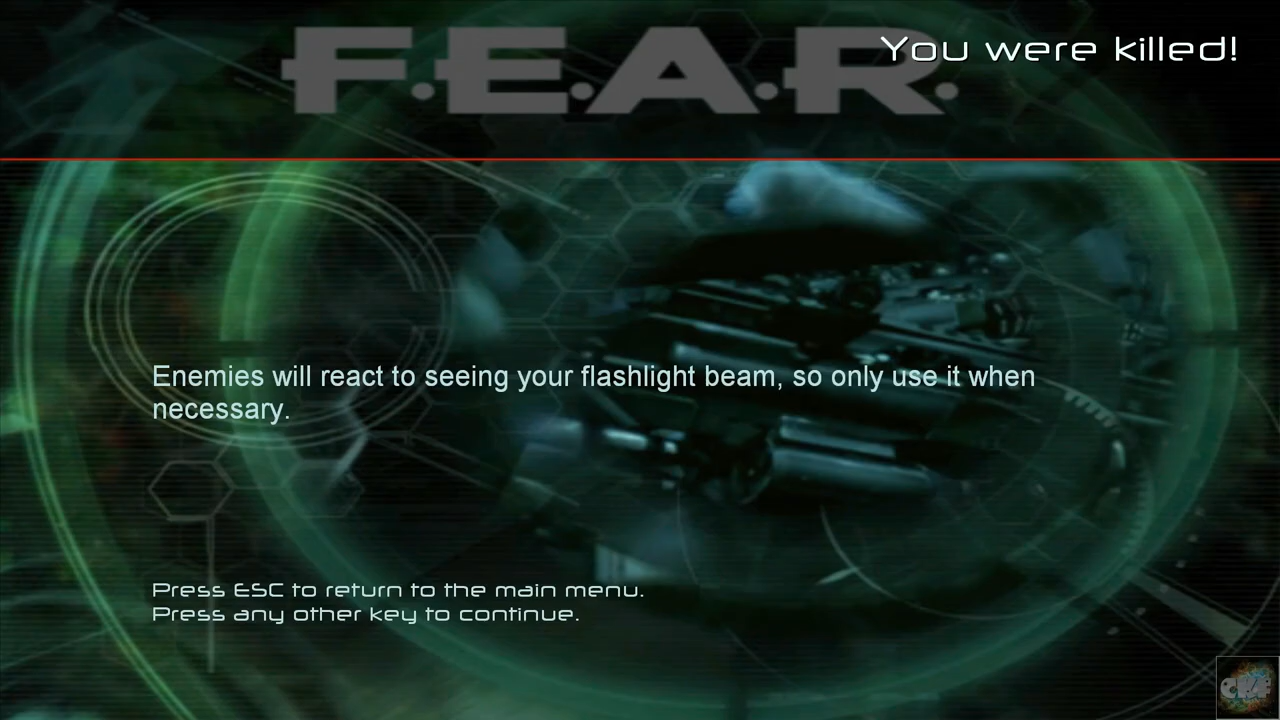 F.E.A.R.
You were killed!
Enemies will react to seeing your flashlight beam, so only use it when
necessary.
Press ESC to return to the main menu.
Press any other key to continue.